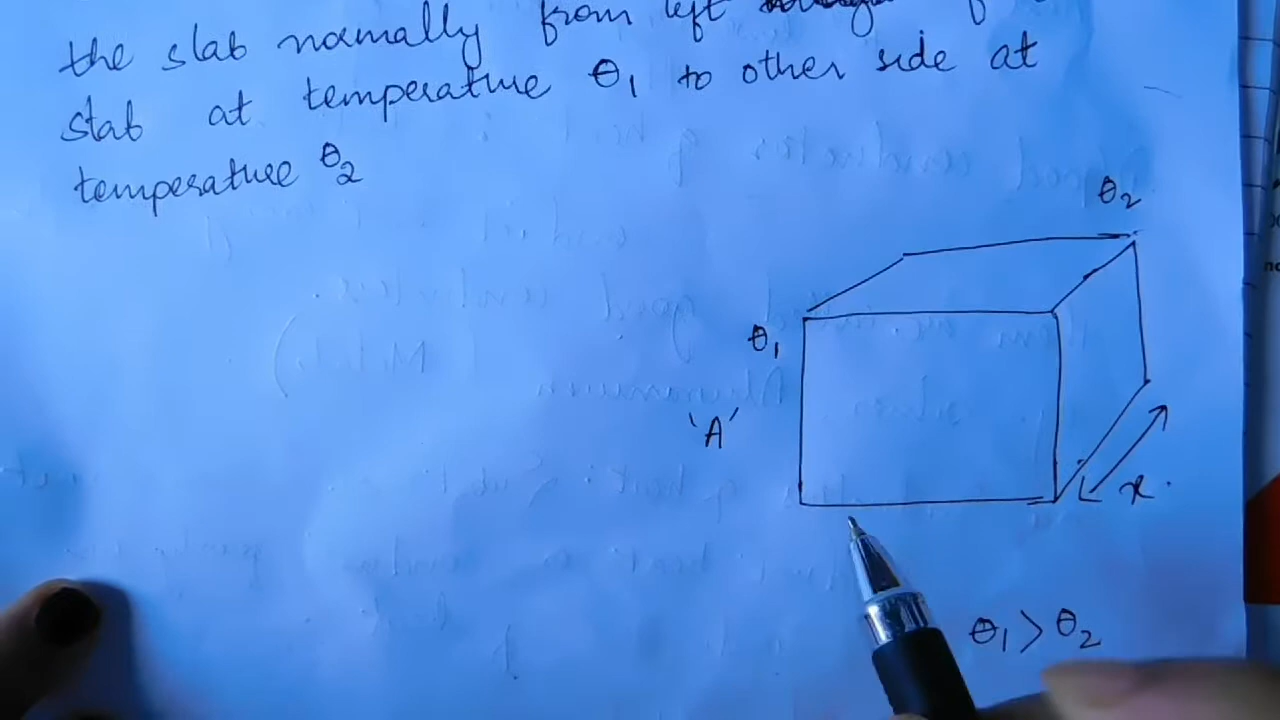 the slab normally from left
slab at temperature θ₁ to other side at
temperature θ₂
θ₂
θ₁
'A'
x.
θ₁ > θ₂